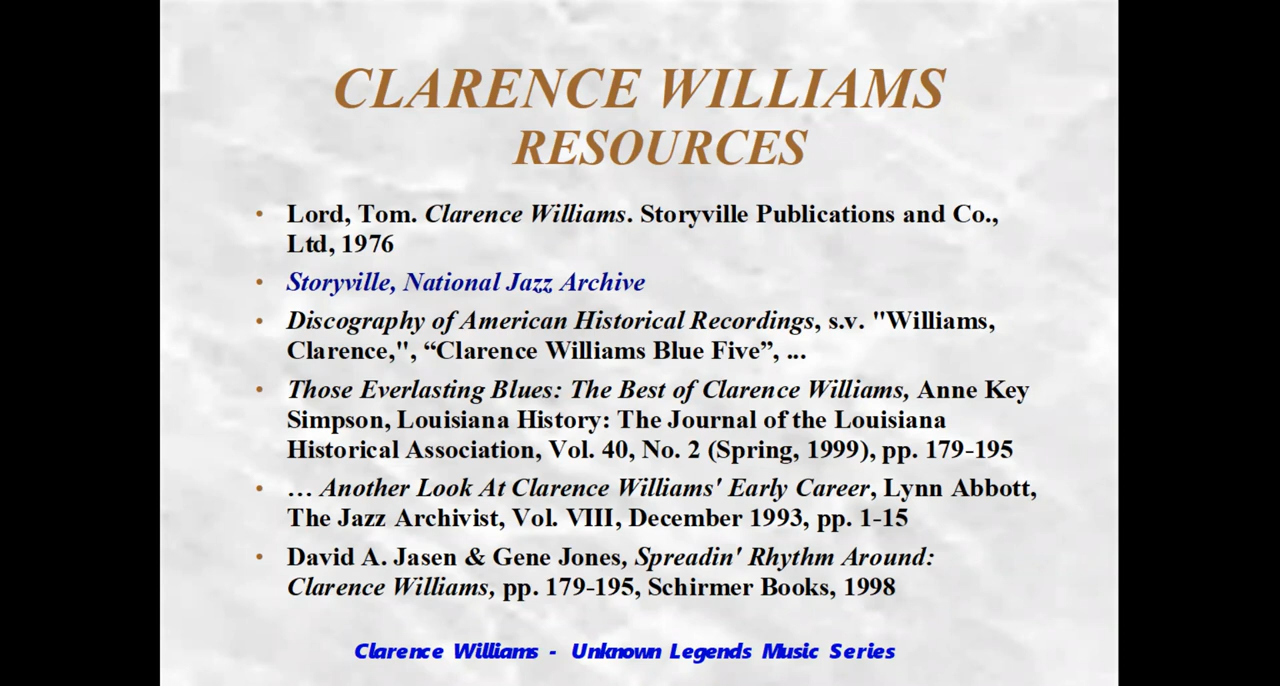 CLARENCE WILLIAMS
RESOURCES
• Lord, Tom. Clarence Williams. Storyville Publications and Co.,
Ltd, 1976
• Storyville, National Jazz Archive
• Discography of American Historical Recordings, s.v. "Williams,
Clarence,", “Clarence Williams Blue Five”, ...
• Those Everlasting Blues: The Best of Clarence Williams, Anne Key
Simpson, Louisiana History: The Journal of the Louisiana
Historical Association, Vol. 40, No. 2 (Spring, 1999), pp. 179-195
• … Another Look At Clarence Williams' Early Career, Lynn Abbott,
The Jazz Archivist, Vol. VIII, December 1993, pp. 1-15
• David A. Jasen & Gene Jones, Spreadin' Rhythm Around:
Clarence Williams, pp. 179-195, Schirmer Books, 1998
Clarence Williams - Unknown Legends Music Series